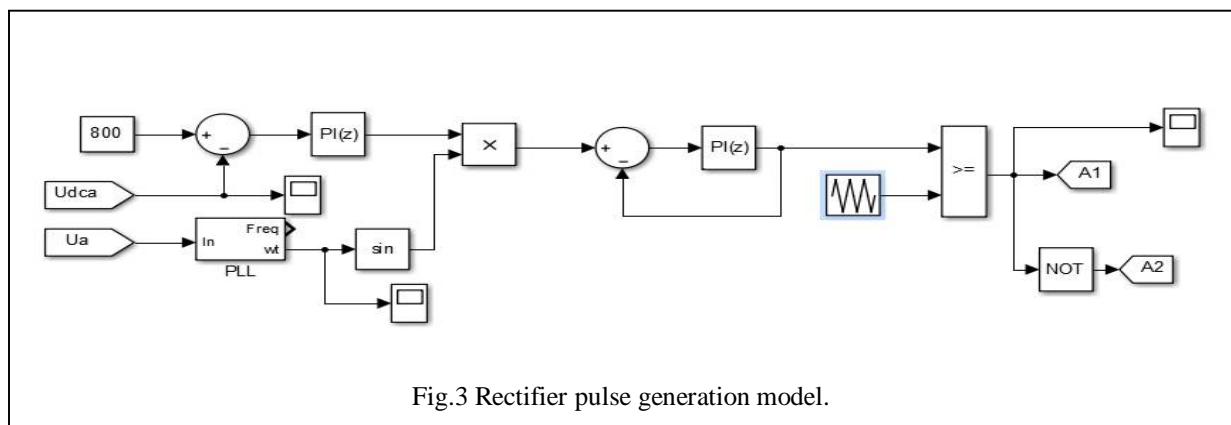 800
+
−
PI(z)
×
+
−
PI(z)
>=
A1
Udca
Ua
In
Freq
wt
PLL
sin
NOT
A2
Fig.3 Rectifier pulse generation model.